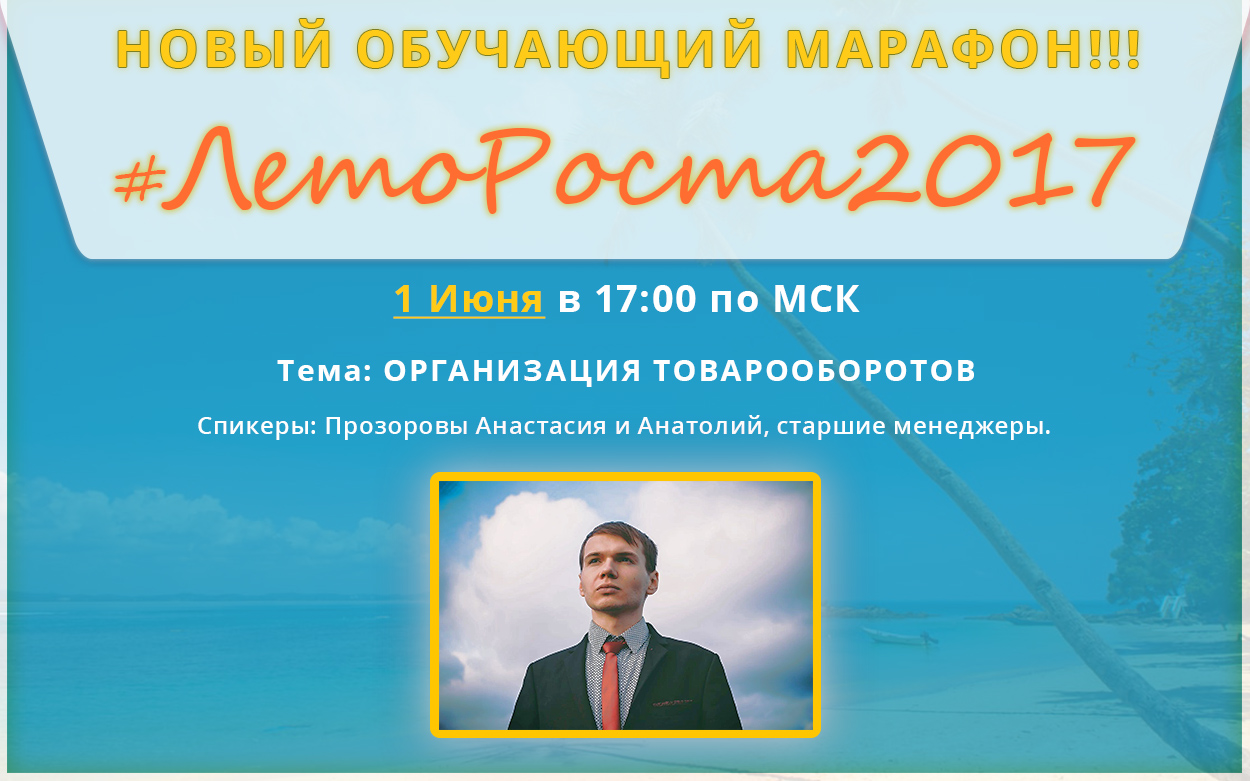 НОВЫЙ ОБУЧАЮЩИЙ МАРАФОН!!!
#ЛетоРоста2017
1 Июня в 17:00 по МСК
Тема: ОРГАНИЗАЦИЯ ТОВАРООБОРОТОВ
Спикеры: Прозоровы Анастасия и Анатолий, старшие менеджеры.